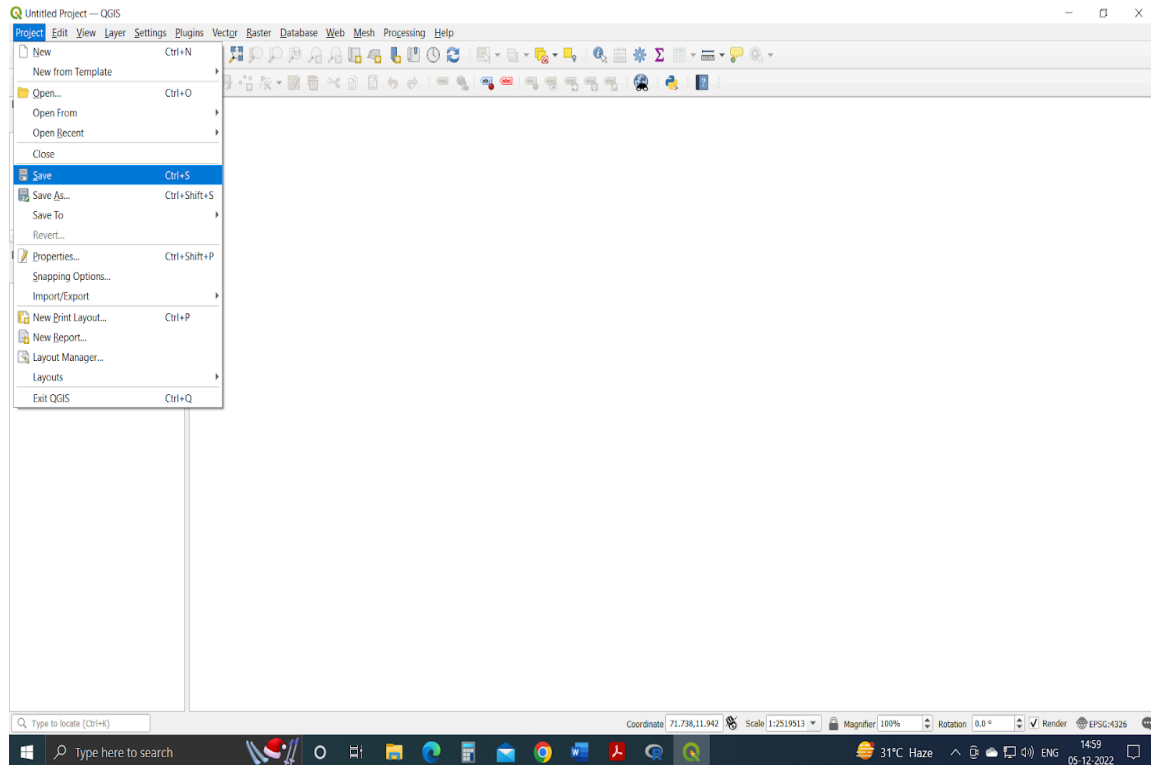 Untitled Project — QGIS
Project Edit View Layer Settings Plugins Vector Raster Database Web Mesh Processing Help
New Ctrl+N
New from Template
Open... Ctrl+O
Open From
Open Recent
Close
Save Ctrl+S
Save As... Ctrl+Shift+S
Save To
Revert...
Properties... Ctrl+Shift+P
Snapping Options...
Import/Export
New Print Layout... Ctrl+P
New Report...
Layout Manager...
Layouts
Exit QGIS Ctrl+Q
Type to locate (Ctrl+K) Coordinate 71.738,11.942 Scale 1:2519513 Magnifier 100% Rotation 0.0 ° Render EPSG:4326
Type here to search 31°C Haze ENG 14:59
05-12-2022